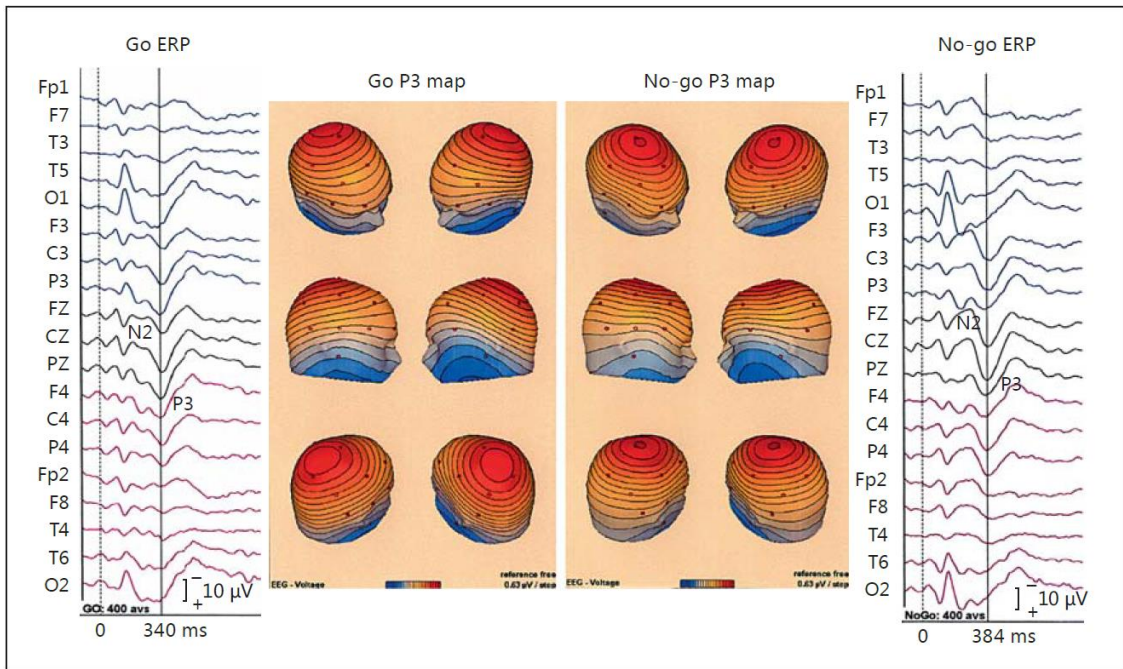 Go ERP
Fp1
F7
T3
T5
O1
F3
C3
P3
FZ
CZ
PZ
F4
C4
P4
Fp2
F8
T4
T6
O2
N2
P3
− 10 µV
+
GO: 400 avs
0 340 ms
Go P3 map
EEG - Voltage
reference free
0.63 µV / step
No-go P3 map
EEG - Voltage
reference free
0.63 µV / step
No-go ERP
Fp1
F7
T3
T5
O1
F3
C3
P3
FZ
CZ
PZ
F4
C4
P4
Fp2
F8
T4
T6
O2
N2
P3
− 10 µV
+
NoGo: 400 avs
0 384 ms